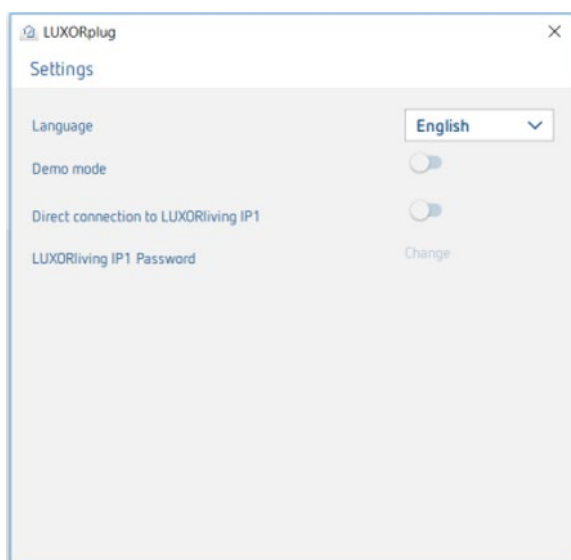 LUXORplug
Settings
Language English
Demo mode
Direct connection to LUXORliving IP1
LUXORliving IP1 Password Change